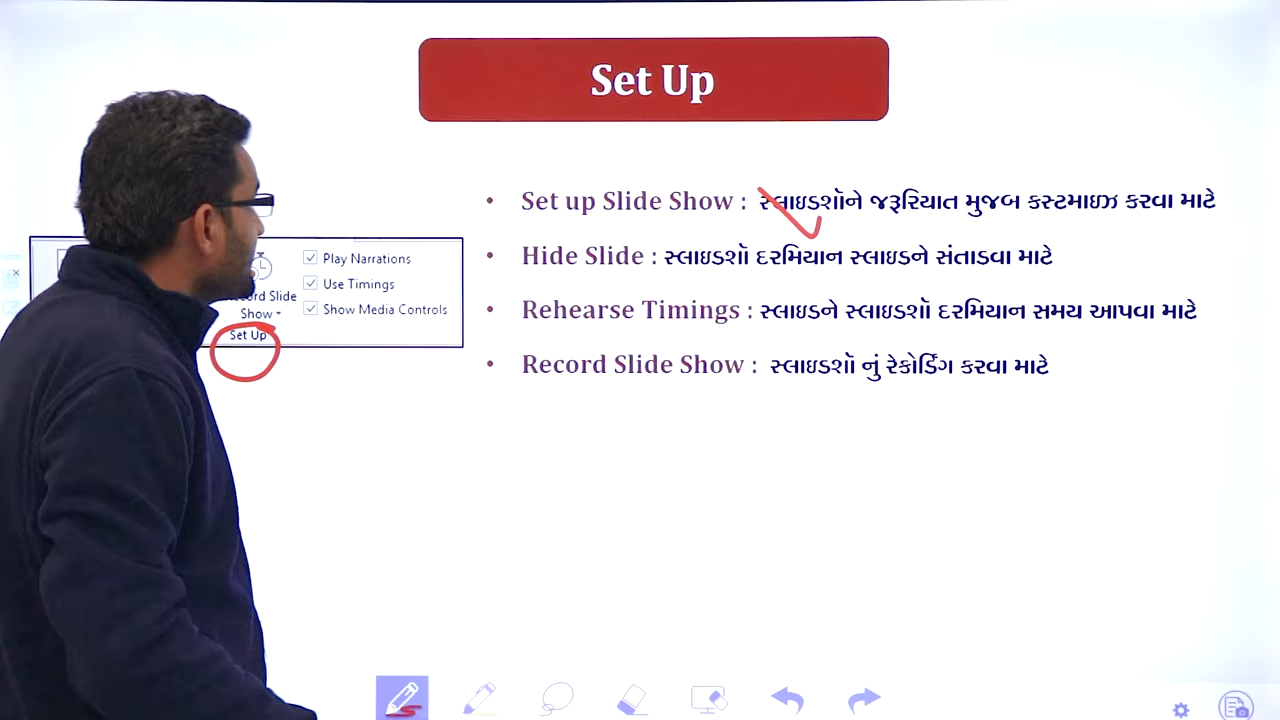 Set Up
• Set up Slide Show : સ્લાઇડશૉને જરૂરિયાત મુજબ કસ્ટમાઇઝ કરવા માટે
• Hide Slide : સ્લાઇડશૉ દરમિયાન સ્લાઇડને સંતાડવા માટે
• Rehearse Timings : સ્લાઇડને સ્લાઇડશૉ દરમિયાન સમય આપવા માટે
• Record Slide Show : સ્લાઇડશૉ નું રેકોર્ડિંગ કરવા માટે
Play Narrations
Use Timings
Slide
Show
Show Media Controls
Set Up